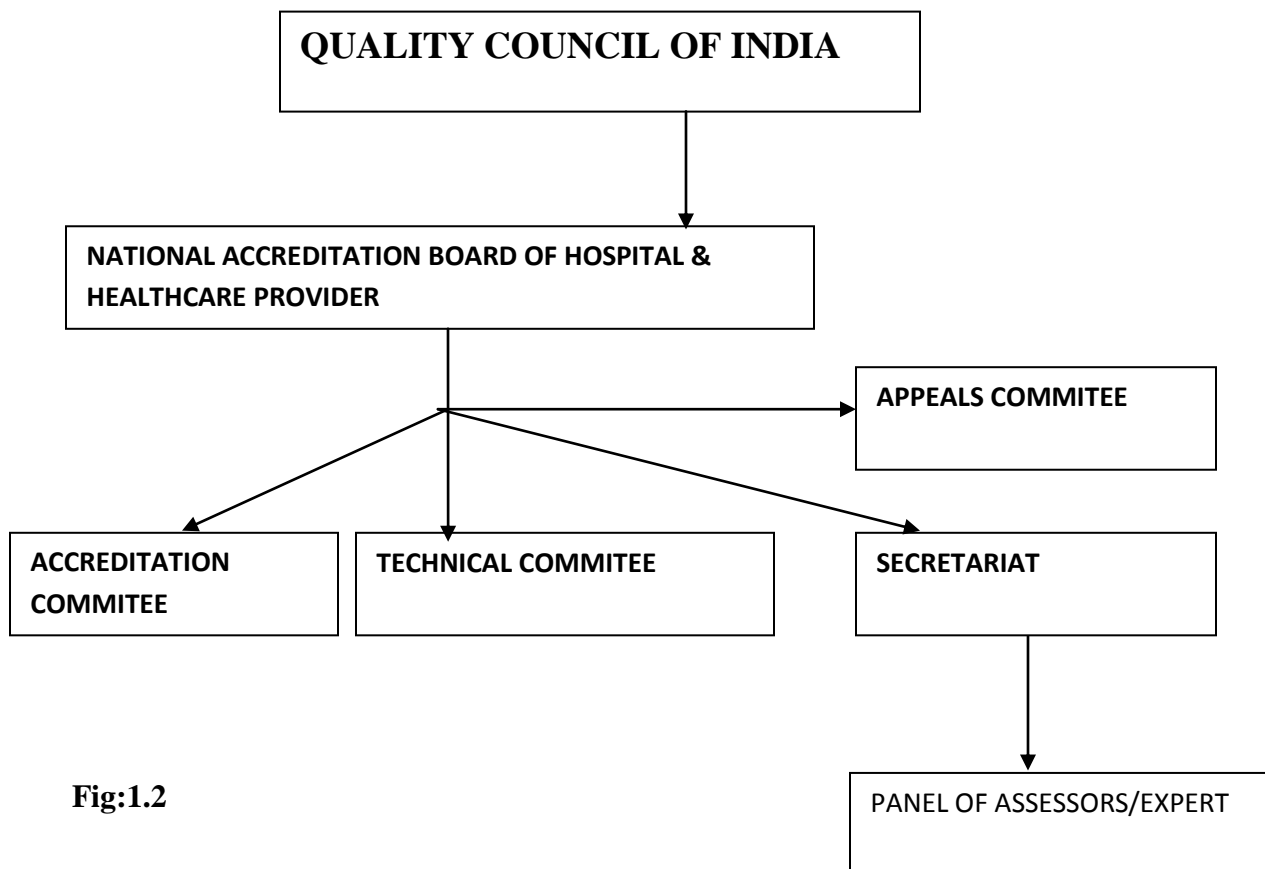 QUALITY COUNCIL OF INDIA
NATIONAL ACCREDITATION BOARD OF HOSPITAL &
HEALTHCARE PROVIDER
APPEALS COMMITEE
ACCREDITATION
COMMITEE
TECHNICAL COMMITEE
SECRETARIAT
Fig:1.2
PANEL OF ASSESSORS/EXPERT